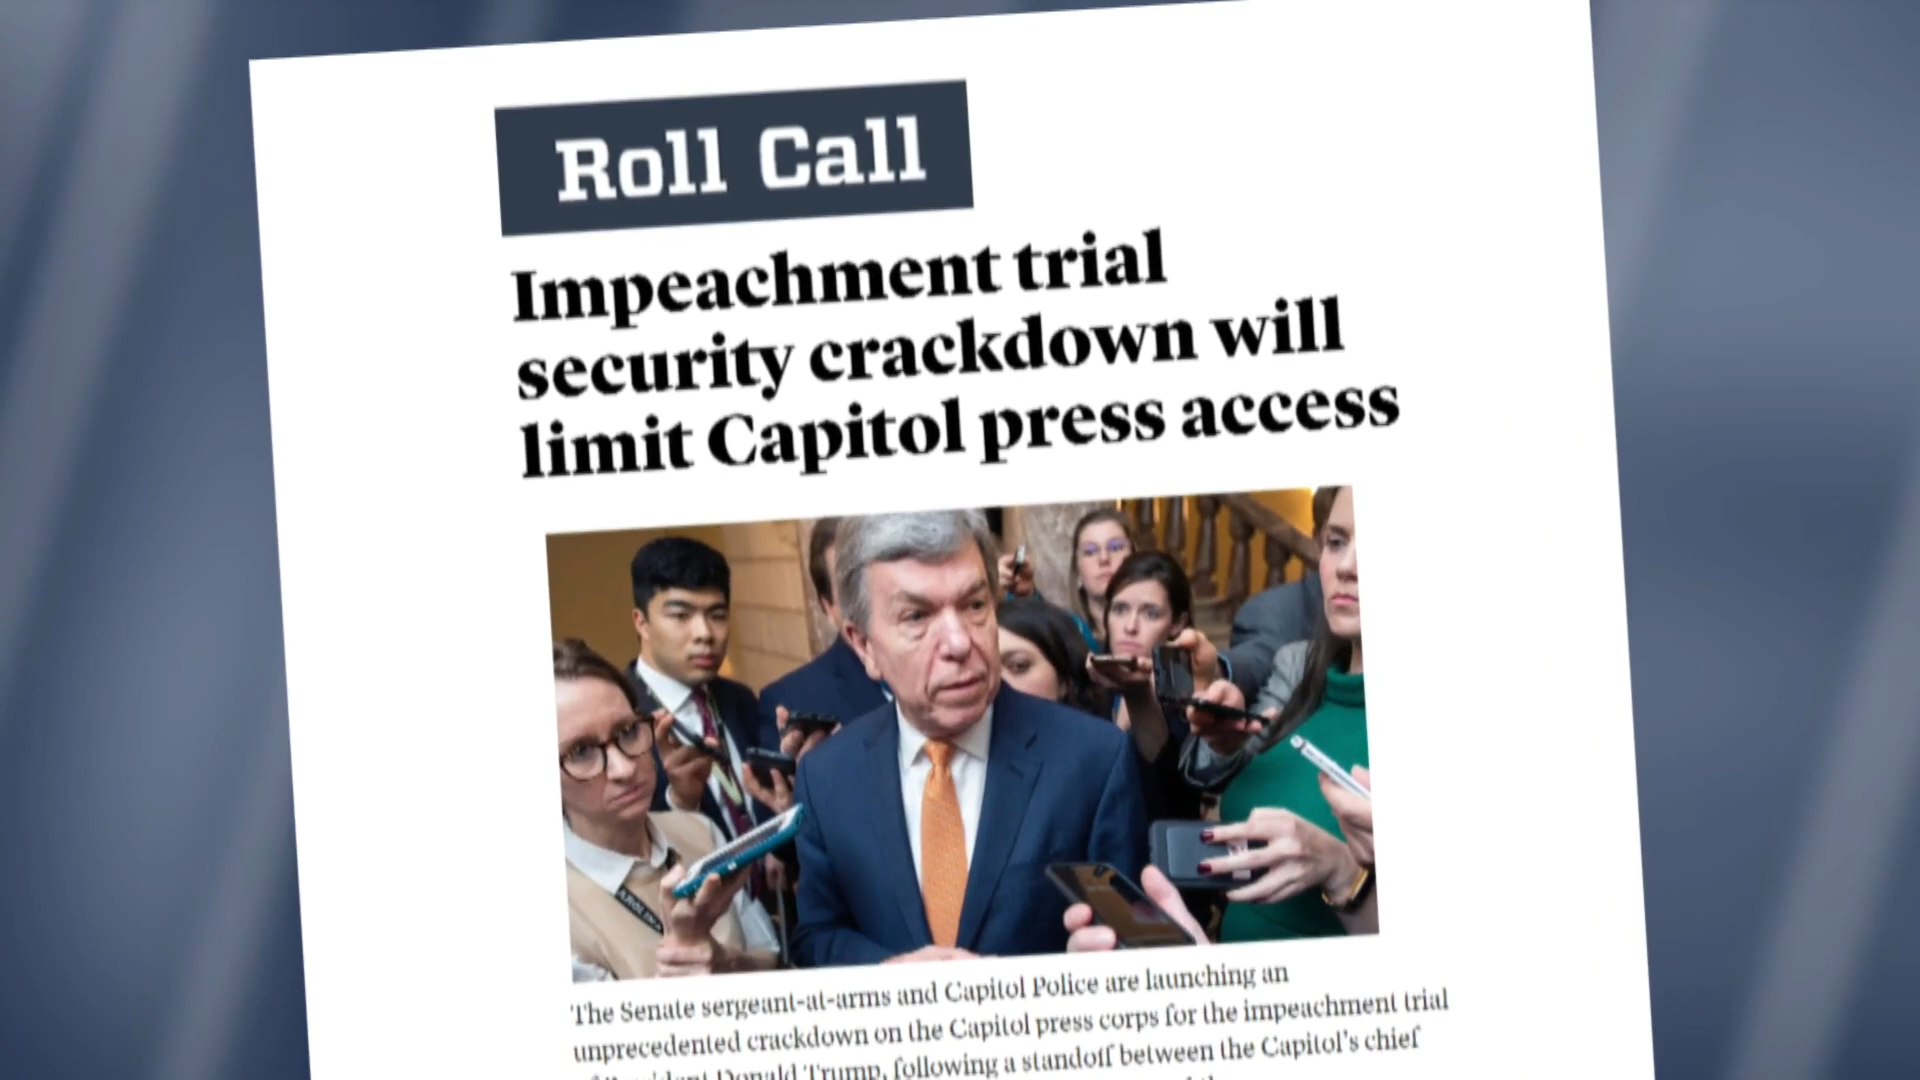 Roll Call
Impeachment trial
security crackdown will
limit Capitol press access
The Senate sergeant-at-arms and Capitol Police are launching an
unprecedented crackdown on the Capitol press corps for the impeachment trial
Donald Trump, following a standoff between the Capitol's chief